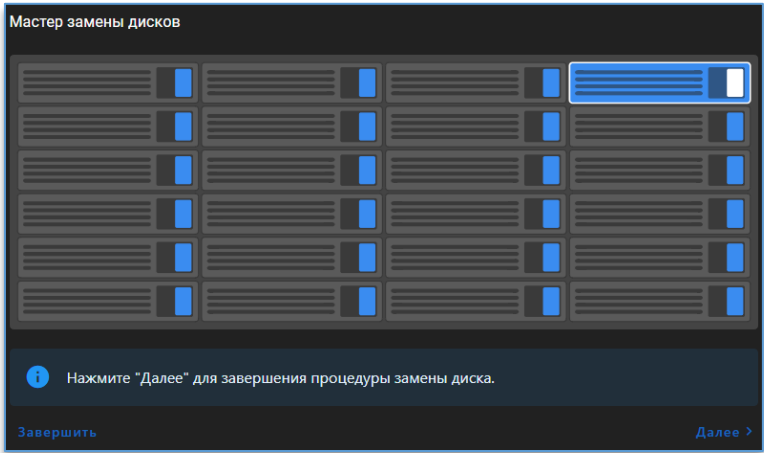 Мастер замены дисков
Нажмите "Далее" для завершения процедуры замены диска.
Завершить
Далее